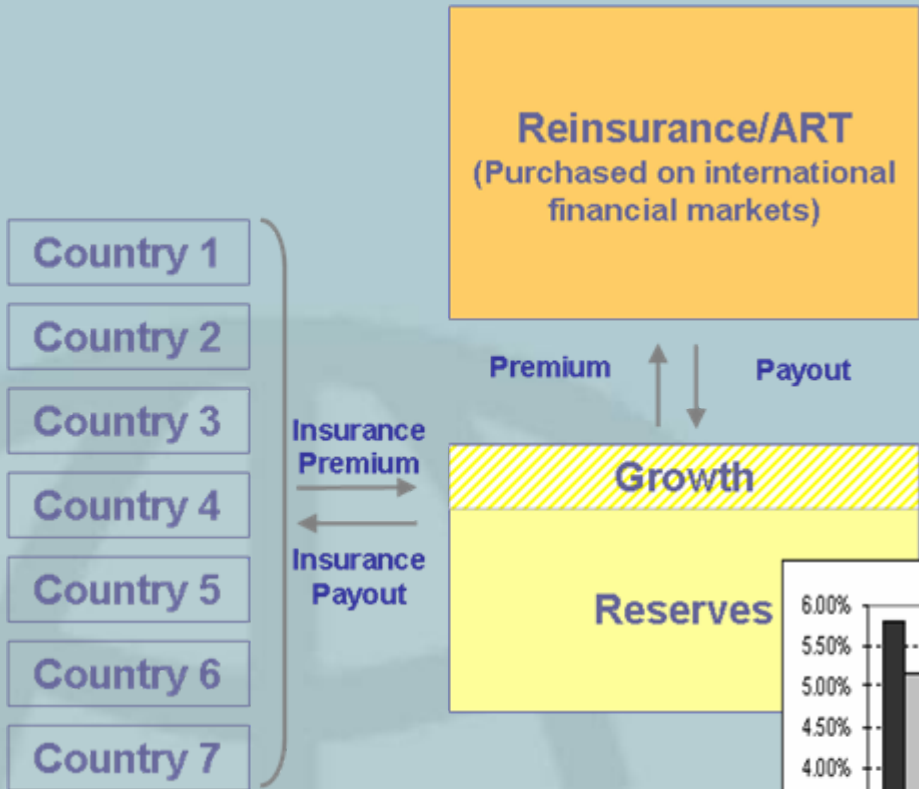 Reinsurance/ART
(Purchased on international
financial markets)
Country 1
Country 2
Country 3
Country 4
Country 5
Country 6
Country 7
Premium
Payout
Insurance
Premium
Insurance
Payout
Growth
Reserves
6.00%
5.50%
5.00%
4.50%
4.00%